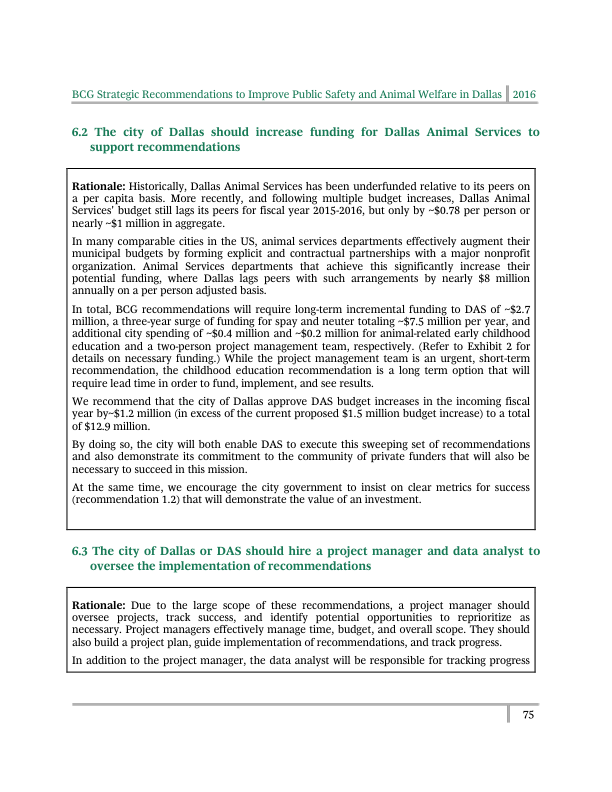 BCG Strategic Recommendations to Improve Public Safety and Animal Welfare in Dallas 2016
6.2 The city of Dallas should increase funding for Dallas Animal Services to
support recommendations
Rationale: Historically, Dallas Animal Services has been underfunded relative to its peers on
a per capita basis. More recently, and following multiple budget increases, Dallas Animal
Services' budget still lags its peers for fiscal year 2015-2016, but only by ~$0.78 per person or
nearly ~$1 million in aggregate.
In many comparable cities in the US, animal services departments effectively augment their
municipal budgets by forming explicit and contractual partnerships with a major nonprofit
organization. Animal Services departments that achieve this significantly increase their
potential funding, where Dallas lags peers with such arrangements by nearly $8 million
annually on a per person adjusted basis.
In total, BCG recommendations will require long-term incremental funding to DAS of ~$2.7
million, a three-year surge of funding for spay and neuter totaling ~$7.5 million per year, and
additional city spending of ~$0.4 million and ~$0.2 million for animal-related early childhood
education and a two-person project management team, respectively. (Refer to Exhibit 2 for
details on necessary funding.) While the project management team is an urgent, short-term
recommendation, the childhood education recommendation is a long term option that will
require lead time in order to fund, implement, and see results.
We recommend that the city of Dallas approve DAS budget increases in the incoming fiscal
year by~$1.2 million (in excess of the current proposed $1.5 million budget increase) to a total
of $12.9 million.
By doing so, the city will both enable DAS to execute this sweeping set of recommendations
and also demonstrate its commitment to the community of private funders that will also be
necessary to succeed in this mission.
At the same time, we encourage the city government to insist on clear metrics for success
(recommendation 1.2) that will demonstrate the value of an investment.
6.3 The city of Dallas or DAS should hire a project manager and data analyst to
oversee the implementation of recommendations
Rationale: Due to the large scope of these recommendations, a project manager should
oversee projects, track success, and identify potential opportunities to reprioritize as
necessary. Project managers effectively manage time, budget, and overall scope. They should
also build a project plan, guide implementation of recommendations, and track progress.
In addition to the project manager, the data analyst will be responsible for tracking progress
75